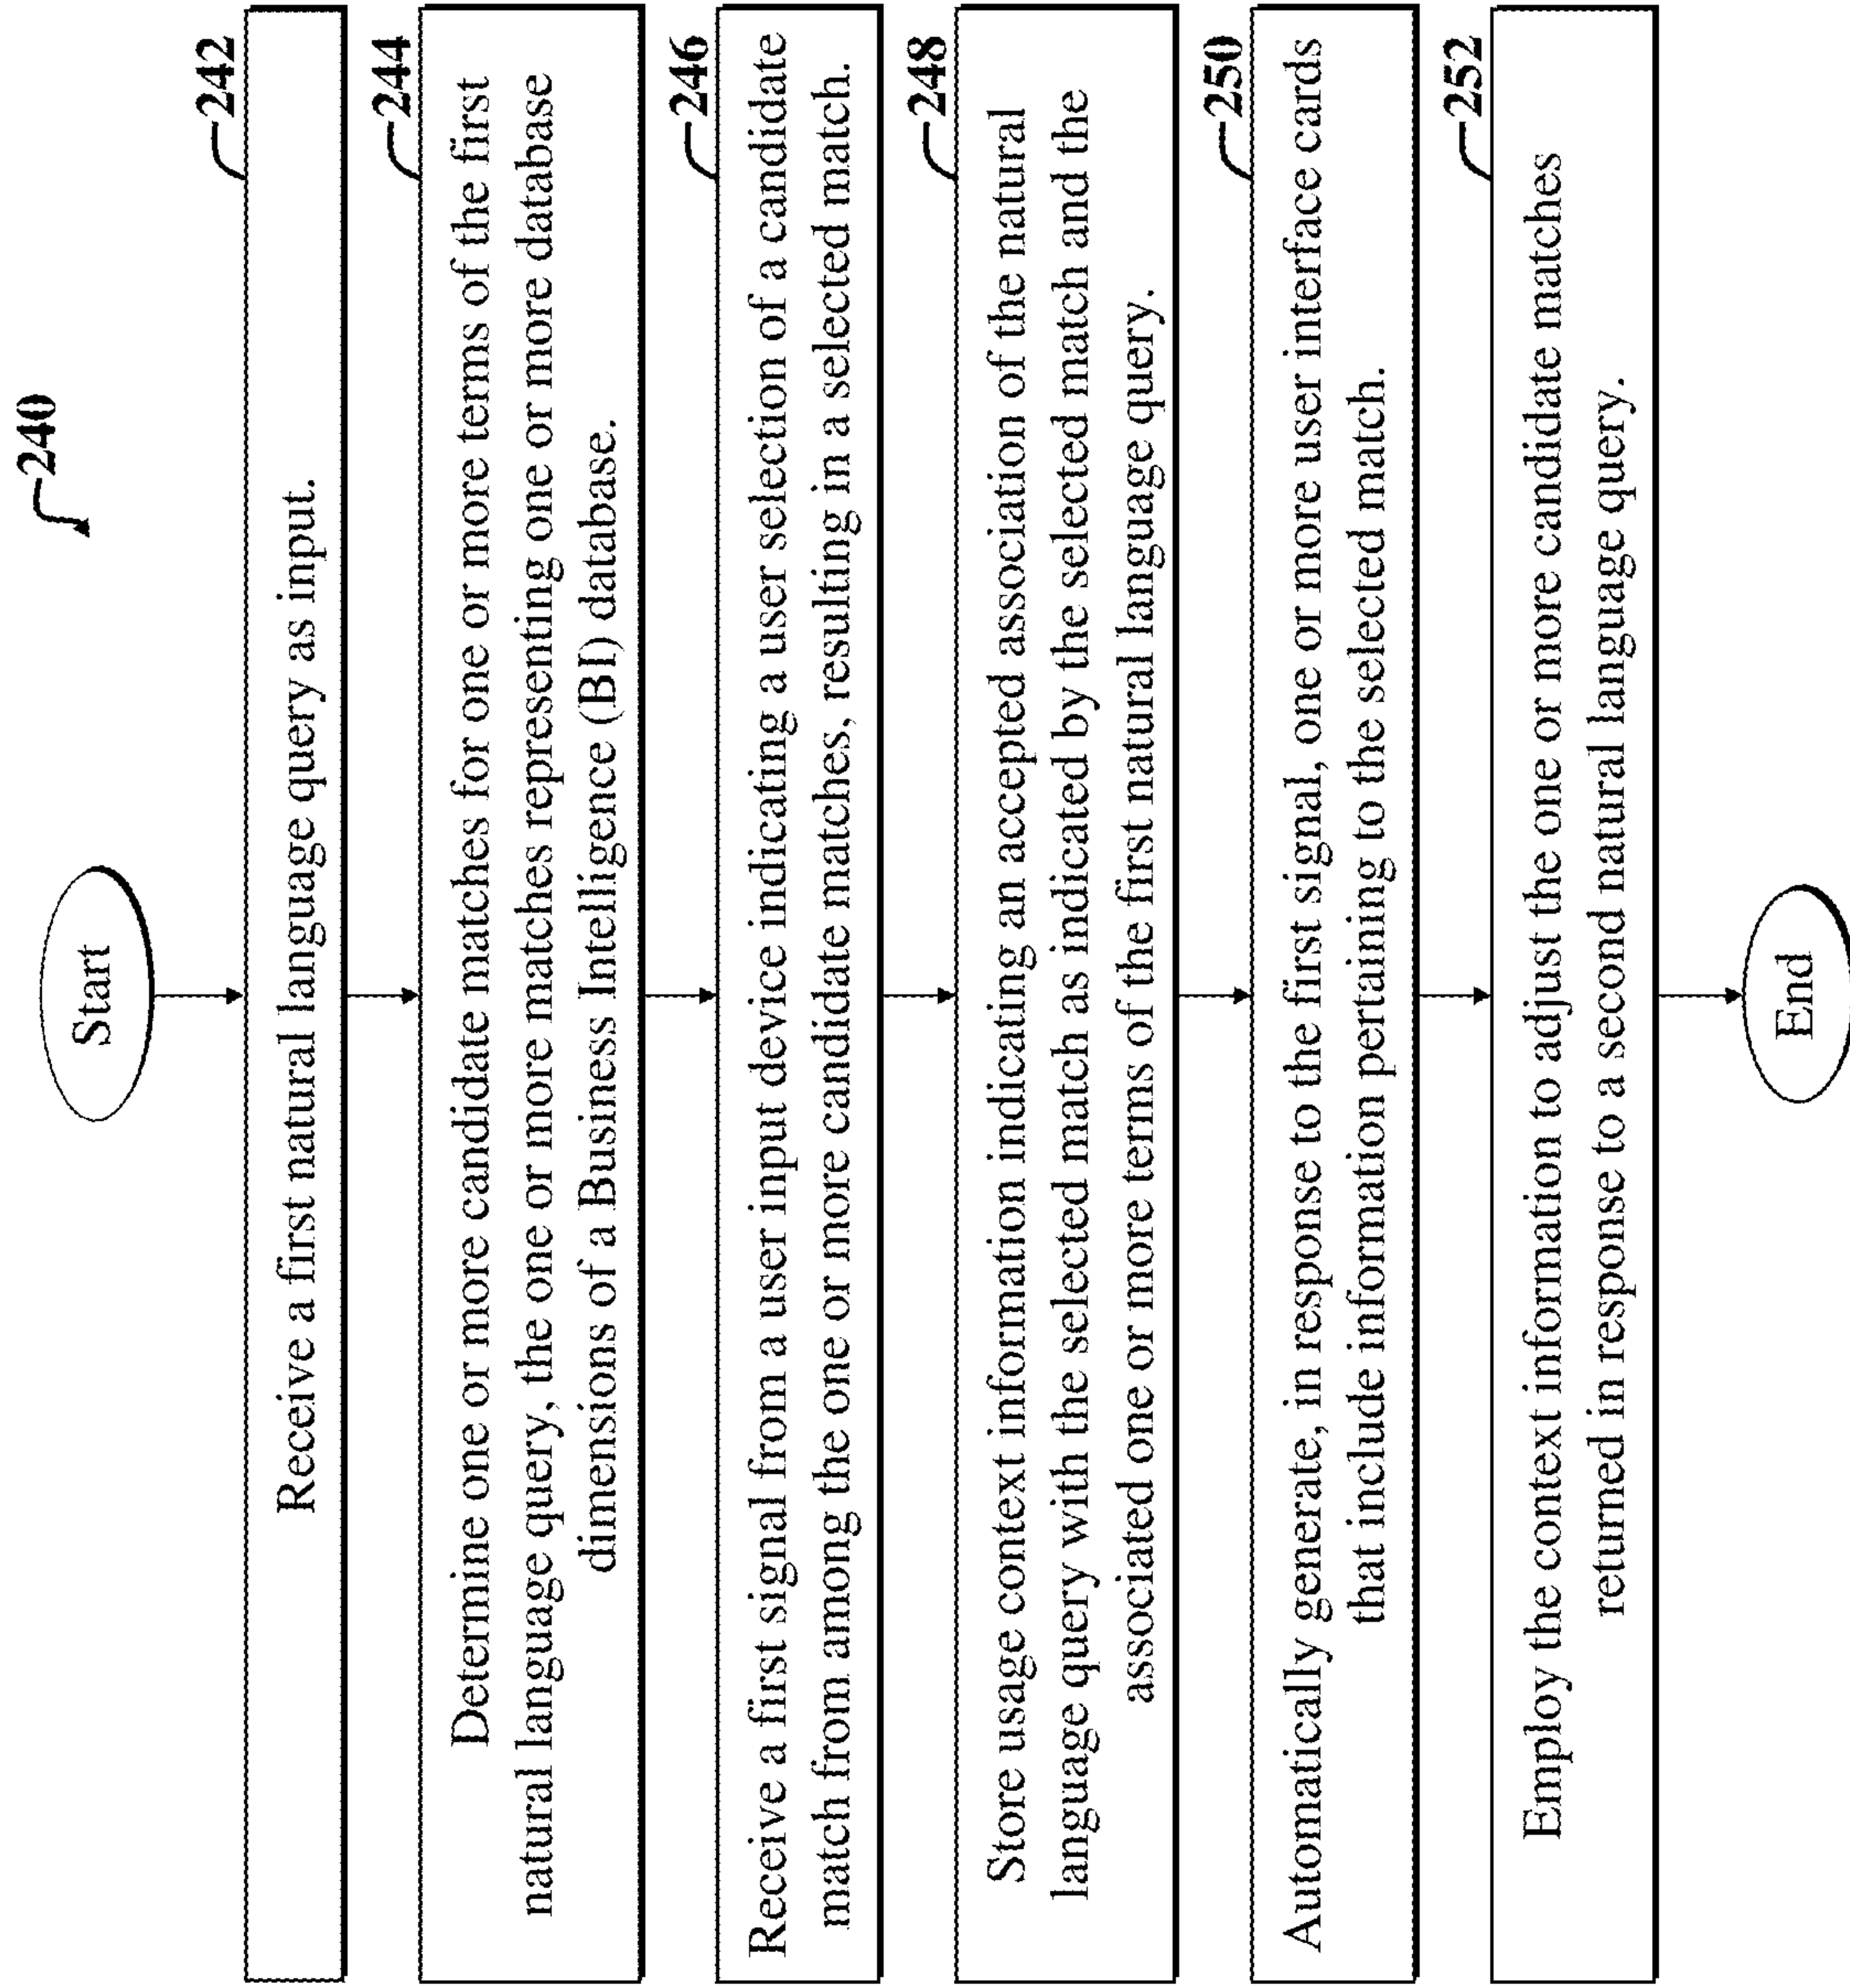 240
Start
242
Receive a first natural language query as input.
244
Determine one or more candidate matches for one or more terms of the first
natural language query, the one or more matches representing one or more database
dimensions of a Business Intelligence (BI) database.
246
Receive a first signal from a user input device indicating a user selection of a candidate
match from among the one or more candidate matches, resulting in a selected match.
248
Store usage context information indicating an accepted association of the natural
language query with the selected match as indicated by the selected match and the
associated one or more terms of the first natural language query.
250
Automatically generate, in response to the first signal, one or more user interface cards
that include information pertaining to the selected match.
252
Employ the context information to adjust the one or more candidate matches
returned in response to a second natural language query.
End